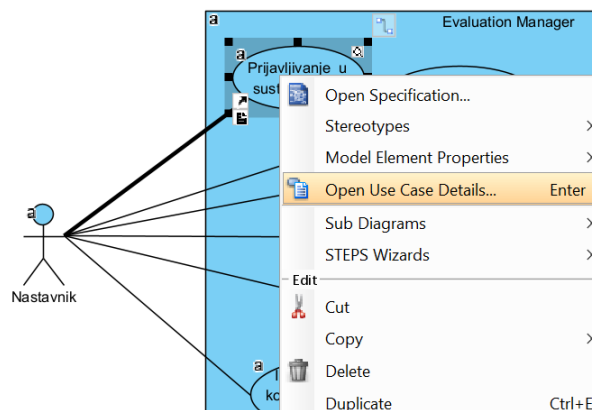 a
Evaluation Manager
a
Prijavljivanje u
sust
Open Specification...
Stereotypes
Model Element Properties
Open Use Case Details... Enter
Sub Diagrams
a
STEPS Wizards
Edit
Nastavnik
Cut
Copy
a
Delete
ko
Duplicate Ctrl+E